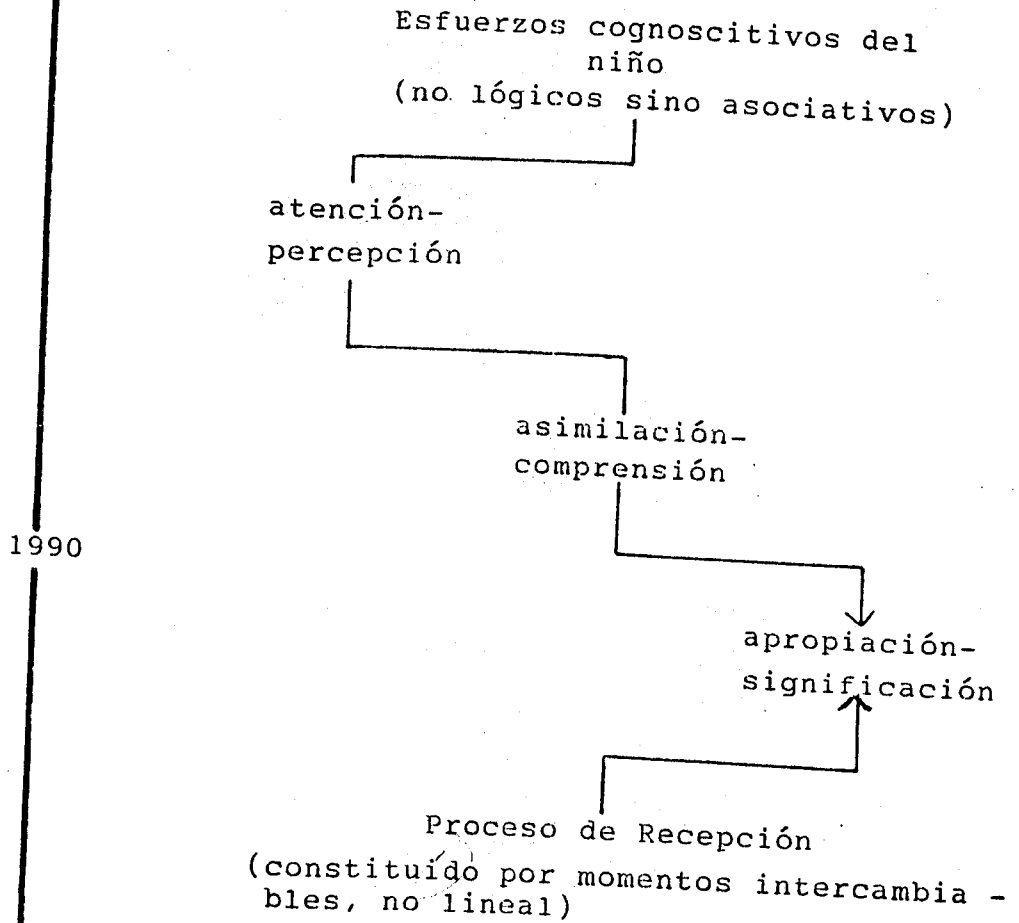 Esfuerzos cognoscitivos del
niño
(no lógicos sino asociativos)
atención-
percepción
asimilación-
comprensión
1990
apropiación-
significación
Proceso de Recepción
(constituído por momentos intercambia -
bles, no lineal)